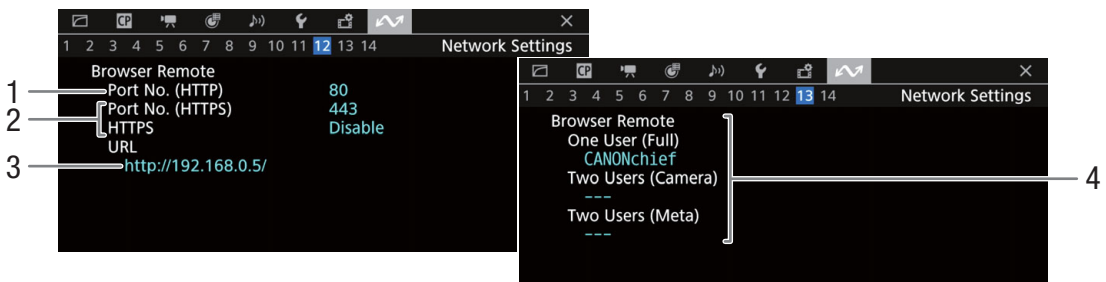 CP
1 2 3 4 5 6 7 8 9 10 11 12 13 14 Network Settings
Browser Remote
1 Port No. (HTTP) 80
2 Port No. (HTTPS) 443
HTTPS Disable
URL
3 http://192.168.0.5/
CP
1 2 3 4 5 6 7 8 9 10 11 12 13 14 Network Settings
Browser Remote
One User (Full)
CANONchief
Two Users (Camera)
---
Two Users (Meta)
---
4